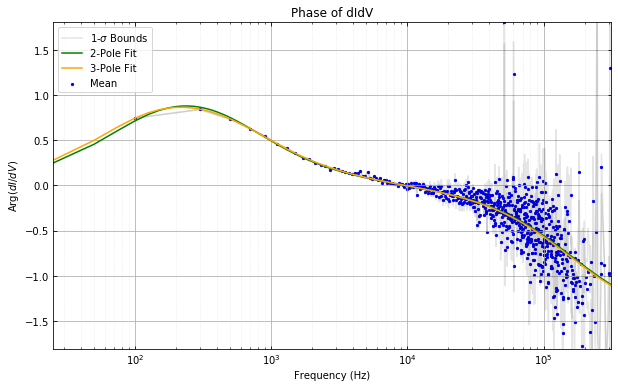 Phase of dIdV
1-σ Bounds
2-Pole Fit
3-Pole Fit
Mean
Arg(dI/dV)
1.5
1.0
0.5
0.0
−0.5
−1.0
−1.5
10² 10³ 10⁴ 10⁵
Frequency (Hz)